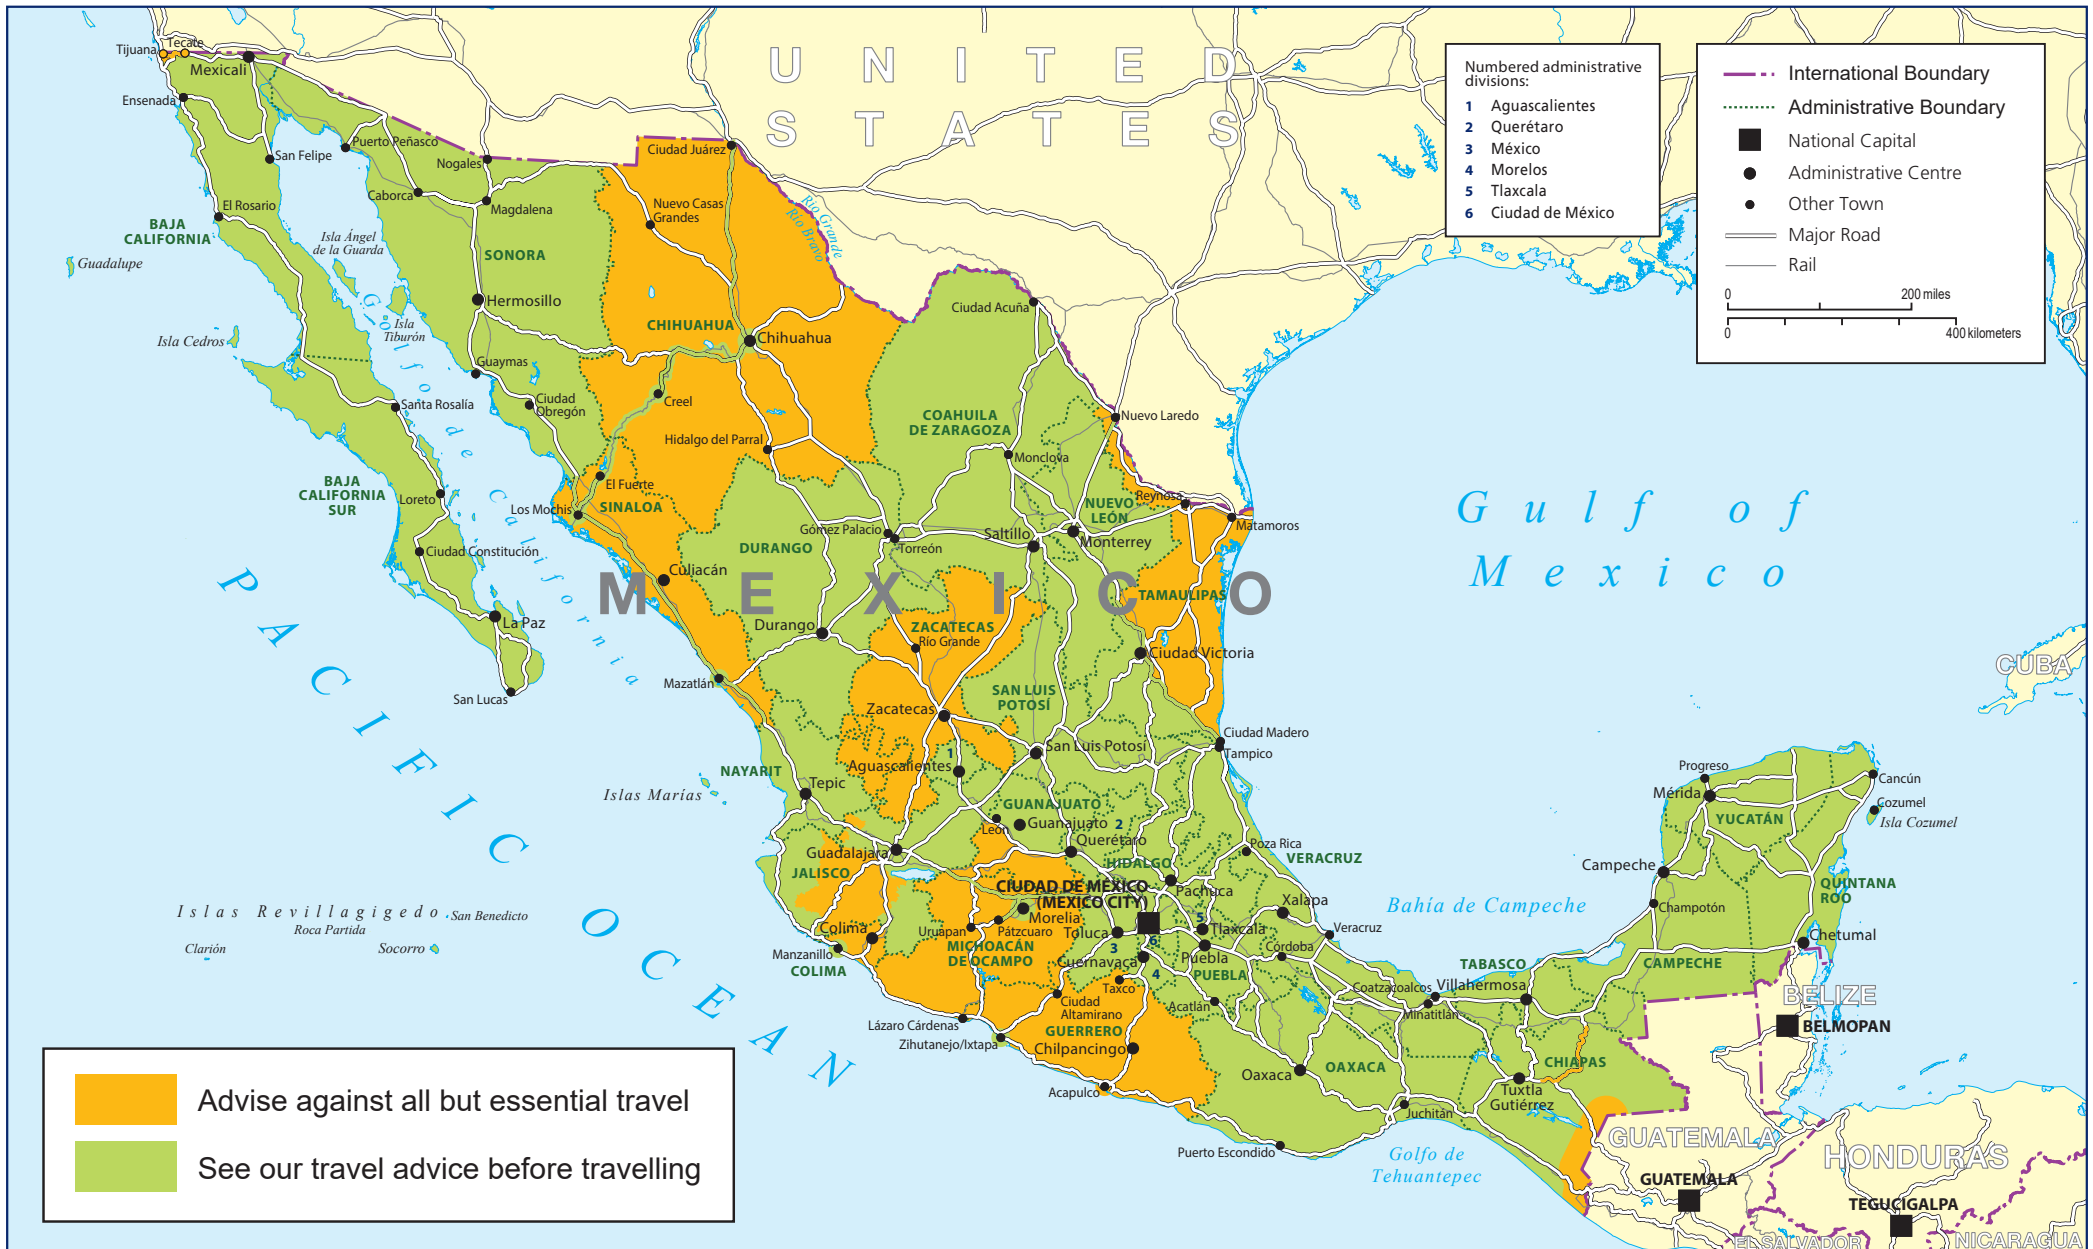 UNITED
STATES
Numbered administrative
divisions:
1 Aguascalientes
2 Querétaro
3 México
4 Morelos
5 Tlaxcala
6 Ciudad de México
International Boundary
Administrative Boundary
National Capital
Administrative Centre
Other Town
Major Road
Rail
0 200 miles
0 400 kilometers
Tijuana
Tecate
Mexicali
Ensenada
San Felipe
Puerto Peñasco
Nogales
Caborca
Magdalena
El Rosario
BAJA
CALIFORNIA
Guadalupe
Isla Ángel
de la Guarda
SONORA
Hermosillo
Isla
Tiburón
Isla Cedros
Guaymas
Ciudad
Obregón
Santa Rosalía
Golfo de California
BAJA
CALIFORNIA
SUR
Loreto
Ciudad Constitución
La Paz
San Lucas
Ciudad Juárez
Nuevo Casas
Grandes
Rio Grande
Río Bravo
CHIHUAHUA
Chihuahua
Creel
Hidalgo del Parral
El Fuerte
Los Mochis
SINALOA
Culiacán
Mazatlán
Ciudad Acuña
COAHUILA
DE ZARAGOZA
Nuevo Laredo
Monclova
NUEVO
LEÓN
Reynosa
Matamoros
Gómez Palacio
Torreón
Saltillo
Monterrey
DURANGO
Durango
MEXICO
TAMAULIPAS
ZACATECAS
Río Grande
Ciudad Victoria
Zacatecas
SAN LUIS
POTOSÍ
San Luis Potosí
Ciudad Madero
Tampico
1
Aguascalientes
NAYARIT
Tepic
Islas Marías
GUANAJUATO
León
Guanajuato
2
Querétaro
Guadalajara
JALISCO
HIDALGO
Poza Rica
VERACRUZ
Pachuca
CIUDAD DE MÉXICO
(MEXICO CITY)
Morelia
Pátzcuaro
Uruapan
MICHOACÁN
DE OCAMPO
Toluca
3
6
5
Tlaxcala
Xalapa
Veracruz
Colima
Manzanillo
COLIMA
Cuernavaca
4
Puebla
PUEBLA
Córdoba
Taxco
Ciudad
Altamirano
Acatlán
Lázaro Cárdenas
Zihutanejo/Ixtapa
GUERRERO
Chilpancingo
Acapulco
Oaxaca
OAXACA
Puerto Escondido
Juchitán
Coatzacoalcos
Minatitlán
Villahermosa
TABASCO
CHIAPAS
Tuxtla
Gutiérrez
Golfo de
Tehuantepec
Bahía de Campeche
Progreso
Mérida
YUCATÁN
Cancún
Cozumel
Isla Cozumel
Campeche
Champotón
QUINTANA
ROO
Chetumal
CAMPECHE
Gulf of
Mexico
CUBA
BELIZE
BELMOPAN
GUATEMALA
GUATEMALA
HONDURAS
TEGUCIGALPA
EL SALVADOR
NICARAGUA
PACIFIC OCEAN
Islas Revillagigedo
San Benedicto
Roca Partida
Clarión
Socorro
Advise against all but essential travel
See our travel advice before travelling